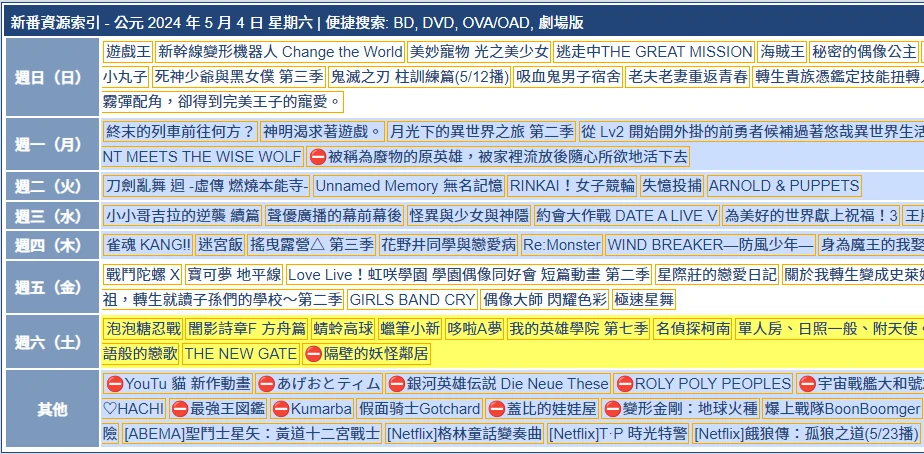 新番資源索引 - 公元 2024 年 5 月 4 日 星期六 | 便捷搜索: BD, DVD, OVA/OAD, 劇場版
週日（日） 遊戲王 新幹線變形機器人 Change the World 美妙寵物 光之美少女 逃走中THE GREAT MISSION 海賊王 秘密的偶像公主
小丸子 死神少爺與黑女僕 第三季 鬼滅之刃 柱訓練篇(5/12播) 吸血鬼男子宿舍 老夫老妻重返青春 轉生貴族憑鑑定技能扭轉
霧彈配角，卻得到完美王子的寵愛。
週一（月） 終末的列車前往何方？ 神明渴求著遊戲。 月光下的異世界之旅 第二季 從 Lv2 開始開外掛的前勇者候補過著悠哉異世界生活
NT MEETS THE WISE WOLF ⛔被稱為廢物的原英雄，被家裡流放後隨心所欲地活下去
週二（火） 刀劍亂舞 迴 -虛傳 燃燒本能寺- Unnamed Memory 無名記憶 RINKAI！女子競輪 失憶投捕 ARNOLD & PUPPETS
週三（水） 小小哥吉拉的逆襲 續篇 聲優廣播的幕前幕後 怪異與少女與神隱 約會大作戰 DATE A LIVE V 為美好的世界獻上祝福！3 王
週四（木） 雀魂 KANG!! 迷宮飯 搖曳露營△ 第三季 花野井同學與戀愛病 Re:Monster WIND BREAKER—防風少年— 身為魔王的我娶
週五（金） 戰鬥陀螺 X 寶可夢 地平線 Love Live！虹咲學園 學園偶像同好會 短篇動畫 第二季 星際莊的戀愛日記 關於我轉生變成史萊
祖，轉生就讀子孫們的學校～第二季 GIRLS BAND CRY 偶像大師 閃耀色彩 極速星舞
週六（土） 泡泡糖忍戰 闇影詩章F 方舟篇 蜻蛉高球 蠟筆小新 哆啦A夢 我的英雄學院 第七季 名偵探柯南 單人房、日照一般、附天使。
語般的戀歌 THE NEW GATE ⛔隔壁的妖怪鄰居
其他 ⛔YouTu 貓 新作動畫 ⛔あげおとティム ⛔銀河英雄伝説 Die Neue These ⛔ROLY POLY PEOPLES ⛔宇宙戰艦大和號
♡HACHI ⛔最強王図鑑 ⛔Kumarba 假面騎士Gotchard ⛔蓋比的娃娃屋 ⛔變形金剛：地球火種 爆上戰隊BoonBoomger
險 [ABEMA]聖鬥士星矢：黃道十二宮戰士 [Netflix]格林童話變奏曲 [Netflix]T·P 時光特警 [Netflix]餓狼傳：孤狼之道(5/23播)